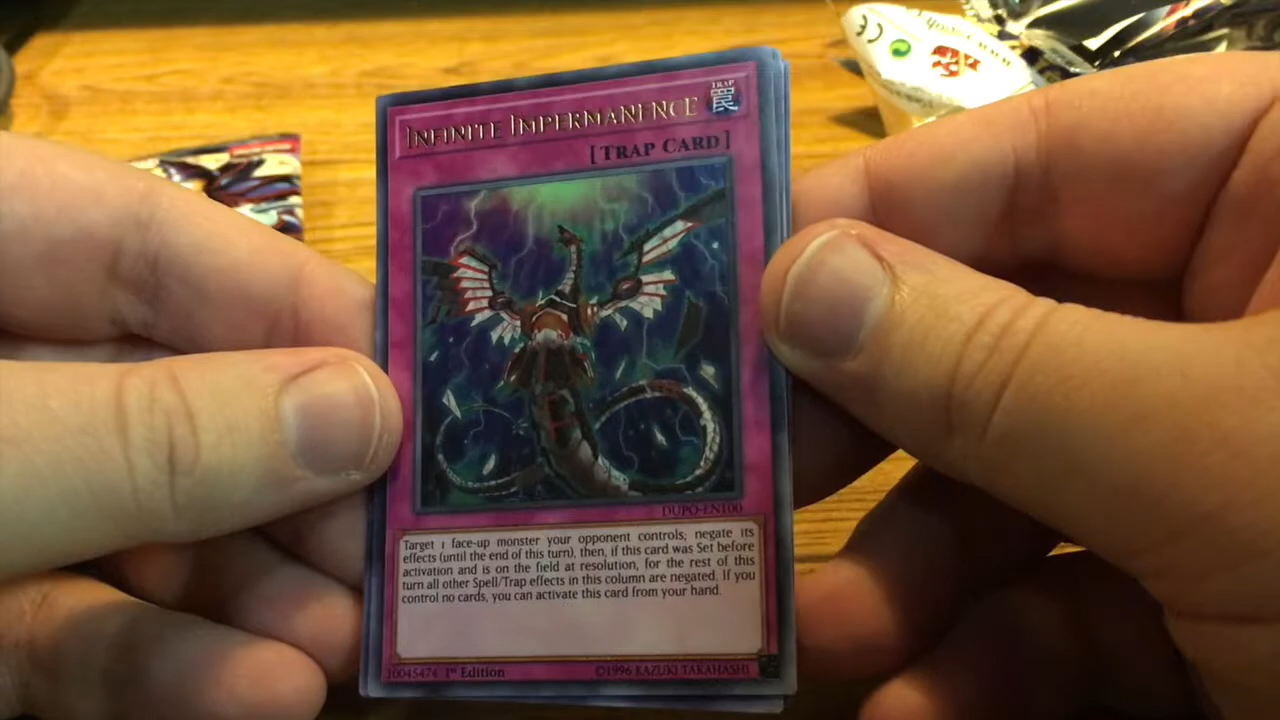 INFINITE IMPERMANENCE
TRAP
罠
[TRAP CARD]
DUPO-EN100
Target 1 face-up monster your opponent controls; negate its
effects (until the end of this turn), then, if this card was Set before
activation and is on the field at resolution, for the rest of this
turn all other Spell/Trap effects in this column are negated. If you
control no cards, you can activate this card from your hand.
10045474 1st Edition
©1996 KAZUKI TAKAHASHI
CE